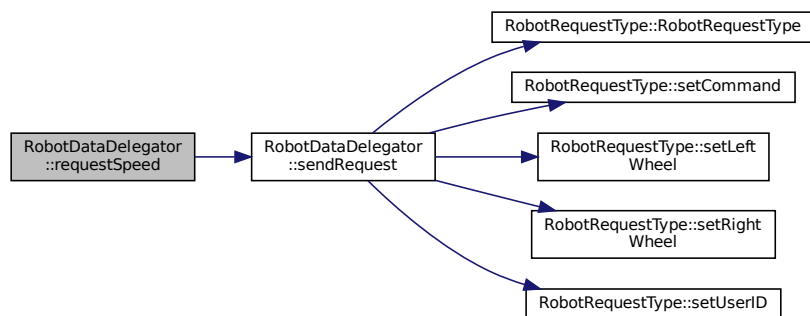 RobotDataDelegator
::requestSpeed
RobotDataDelegator
::sendRequest
RobotRequestType::RobotRequestType
RobotRequestType::setCommand
RobotRequestType::setLeft
Wheel
RobotRequestType::setRight
Wheel
RobotRequestType::setUserID